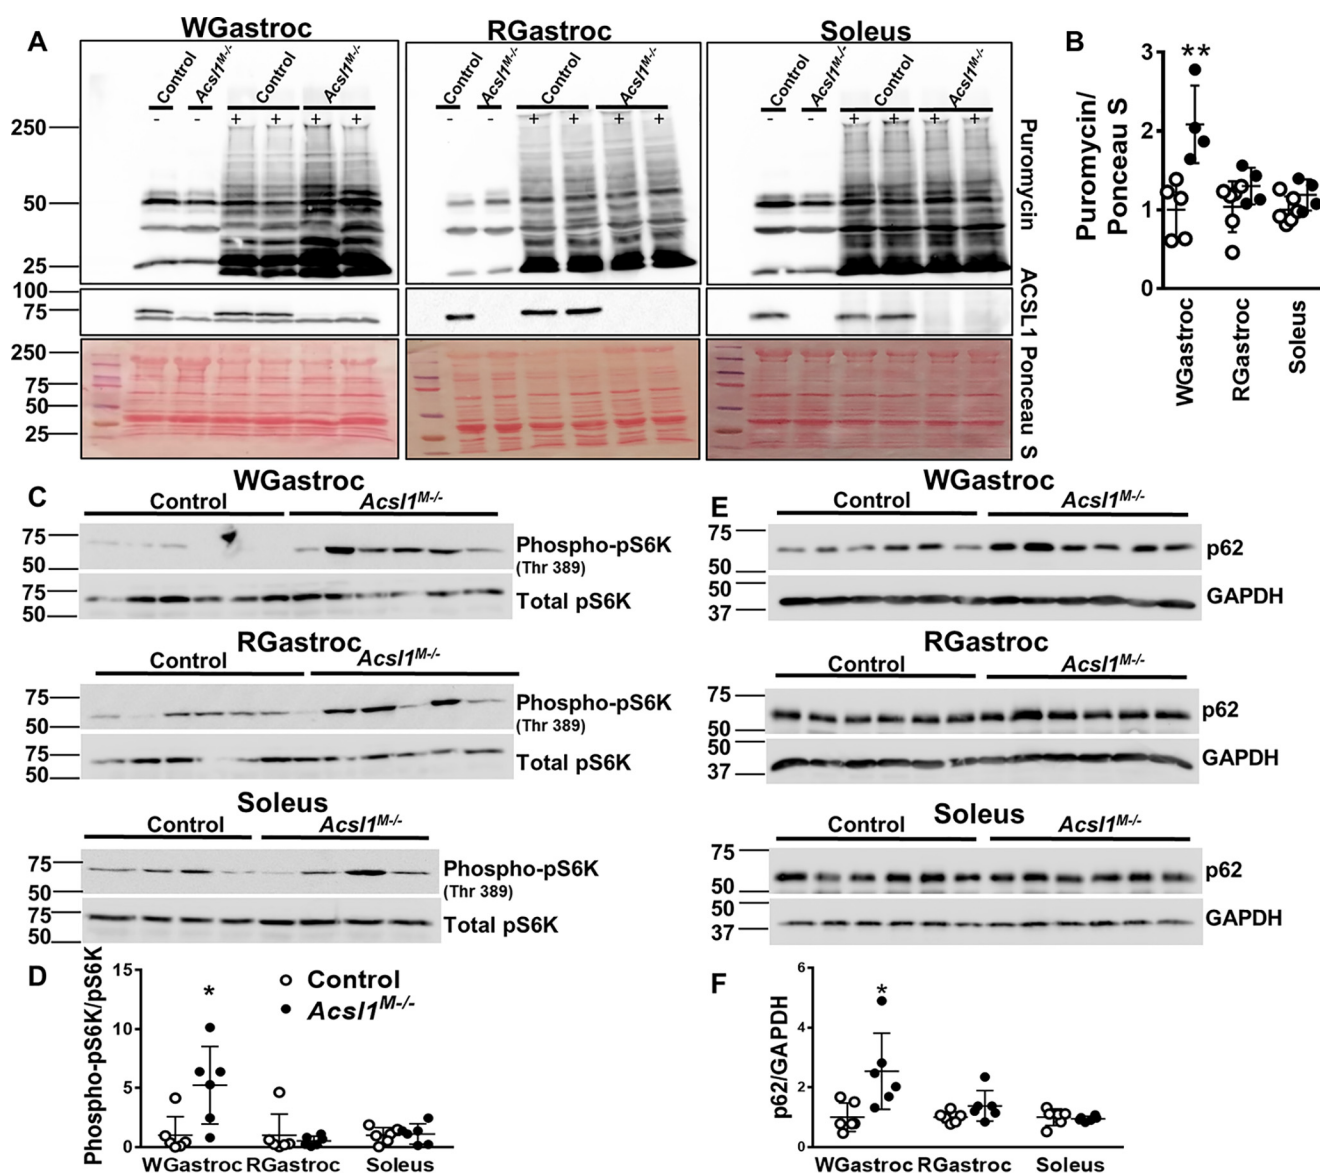 A
WGastroc RGastroc Soleus
Control Acsl1M-/- Control Acsl1M-/-
Control Acsl1M-/- Control Acsl1M-/-
Control Acsl1M-/- Control Acsl1M-/-
- - + + + +
- - + + + +
- - + + + +
250
50
25
Puromycin
100
75
ACSL1
250
75
50
25
Ponceau S
B
Puromycin/
Ponceau S
3
2
1
0
**
WGastroc
RGastroc
Soleus
C
WGastroc
Control Acsl1M-/-
75
50
Phospho-pS6K
(Thr 389)
75
50
Total pS6K
RGastroc
Control Acsl1M-/-
75
50
Phospho-pS6K
(Thr 389)
75
50
Total pS6K
Soleus
Control Acsl1M-/-
75
50
Phospho-pS6K
(Thr 389)
75
50
Total pS6K
D
Phospho-pS6K/pS6K
15
10
5
0
*
Control
Acsl1M-/-
WGastroc RGastroc Soleus
E
WGastroc
Control Acsl1M-/-
75
50
p62
50
37
GAPDH
RGastroc
Control Acsl1M-/-
75
50
p62
50
37
GAPDH
Soleus
Control Acsl1M-/-
75
50
p62
50
37
GAPDH
F
p62/GAPDH
6
4
2
0
*
WGastroc RGastroc Soleus